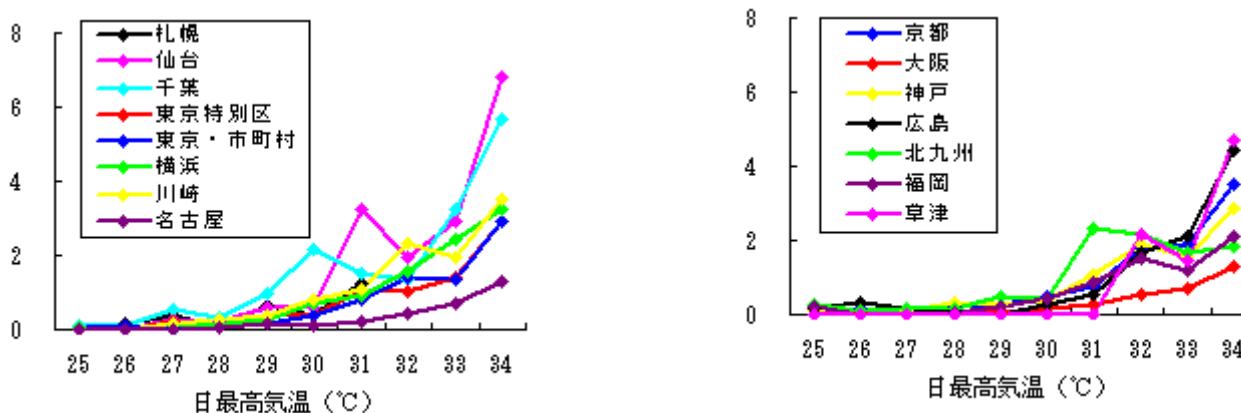 8
6
4
2
0
札幌
仙台
千葉
東京特別区
東京・市町村
横浜
川崎
名古屋
25 26 27 28 29 30 31 32 33 34
日最高気温（℃）
8
6
4
2
0
京都
大阪
神戸
広島
北九州
福岡
草津
25 26 27 28 29 30 31 32 33 34
日最高気温（℃）